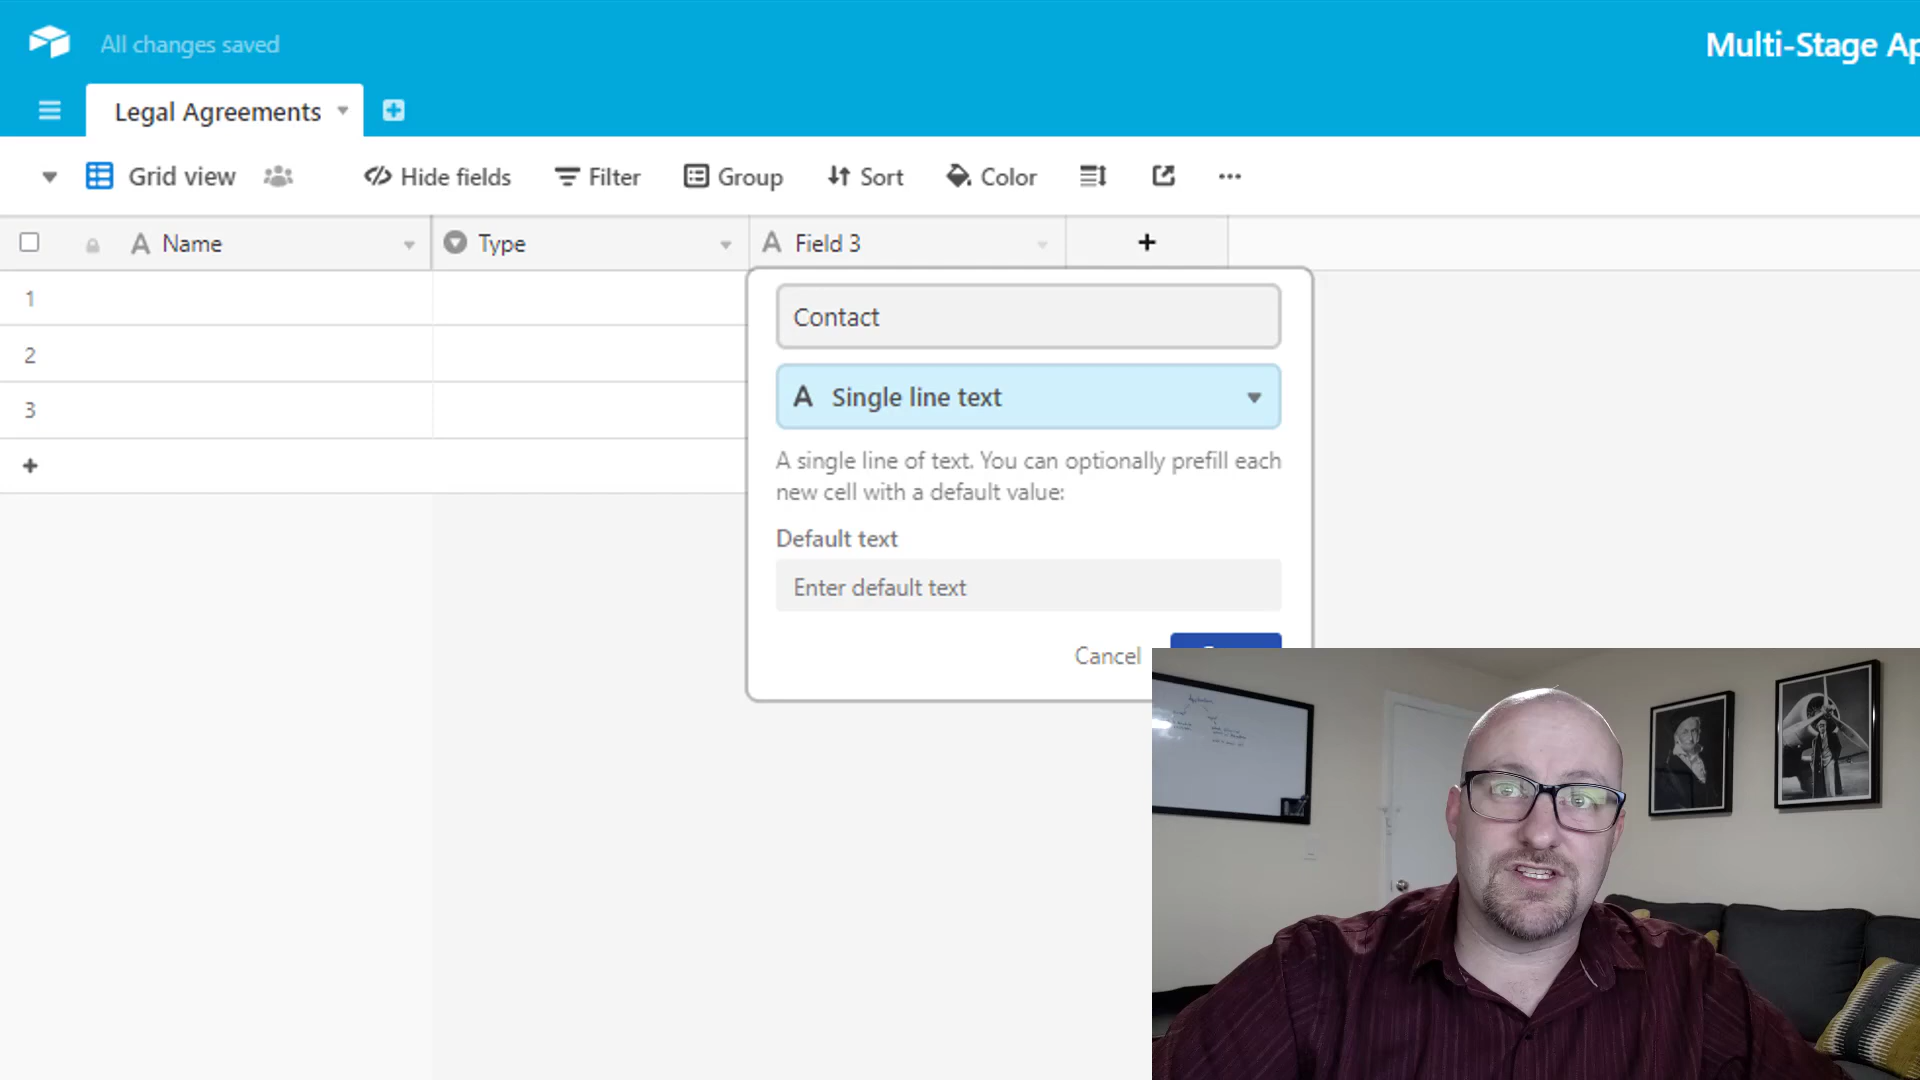 All changes saved
Multi-Stage Ap
Legal Agreements
Grid view
Hide fields
Filter
Group
Sort
Color
Name
Type
Field 3
1
2
3
Contact
Single line text
A single line of text. You can optionally prefill each
new cell with a default value:
Default text
Enter default text
Cancel